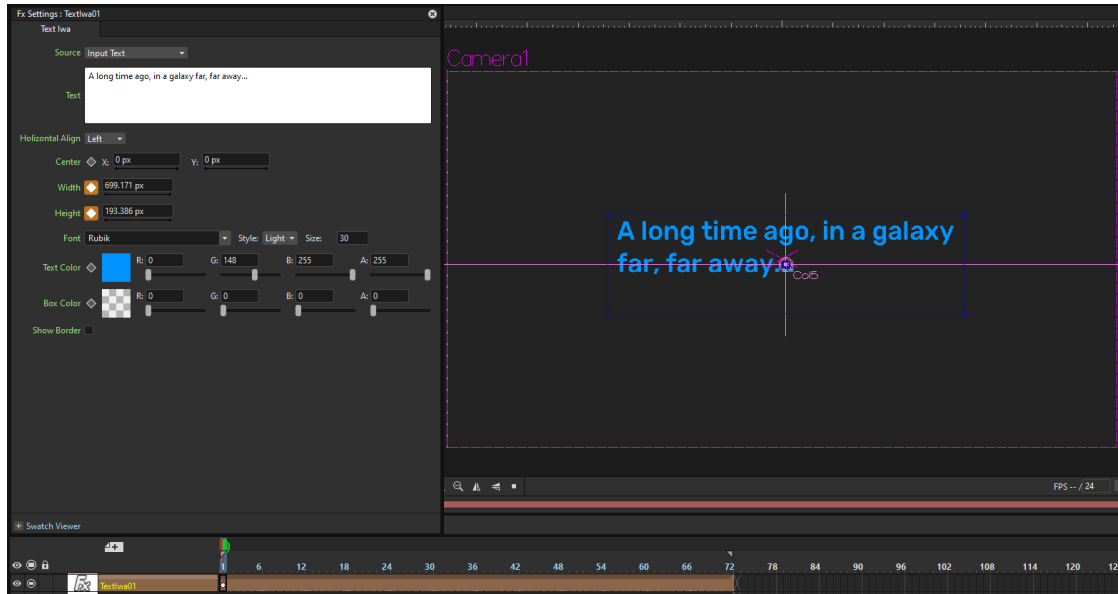 Fx Settings : TextIwa01
Text Iwa
Source Input Text
Text A long time ago, in a galaxy far, far away...
Holizontal Align Left
Center X: 0 px Y: 0 px
Width 699.171 px
Height 193.386 px
Font Rubik Style: Light Size: 30
Text Color R: 0 G: 148 B: 255 A: 255
Box Color R: 0 G: 0 B: 0 A: 0
Show Border
Swatch Viewer
Camera1
A long time ago, in a galaxy
far, far away...
Col5
FPS -- / 24
1 6 12 18 24 30 36 42 48 54 60 66 72 78 84 90 96 102 108 114 120
Fx TextIwa01